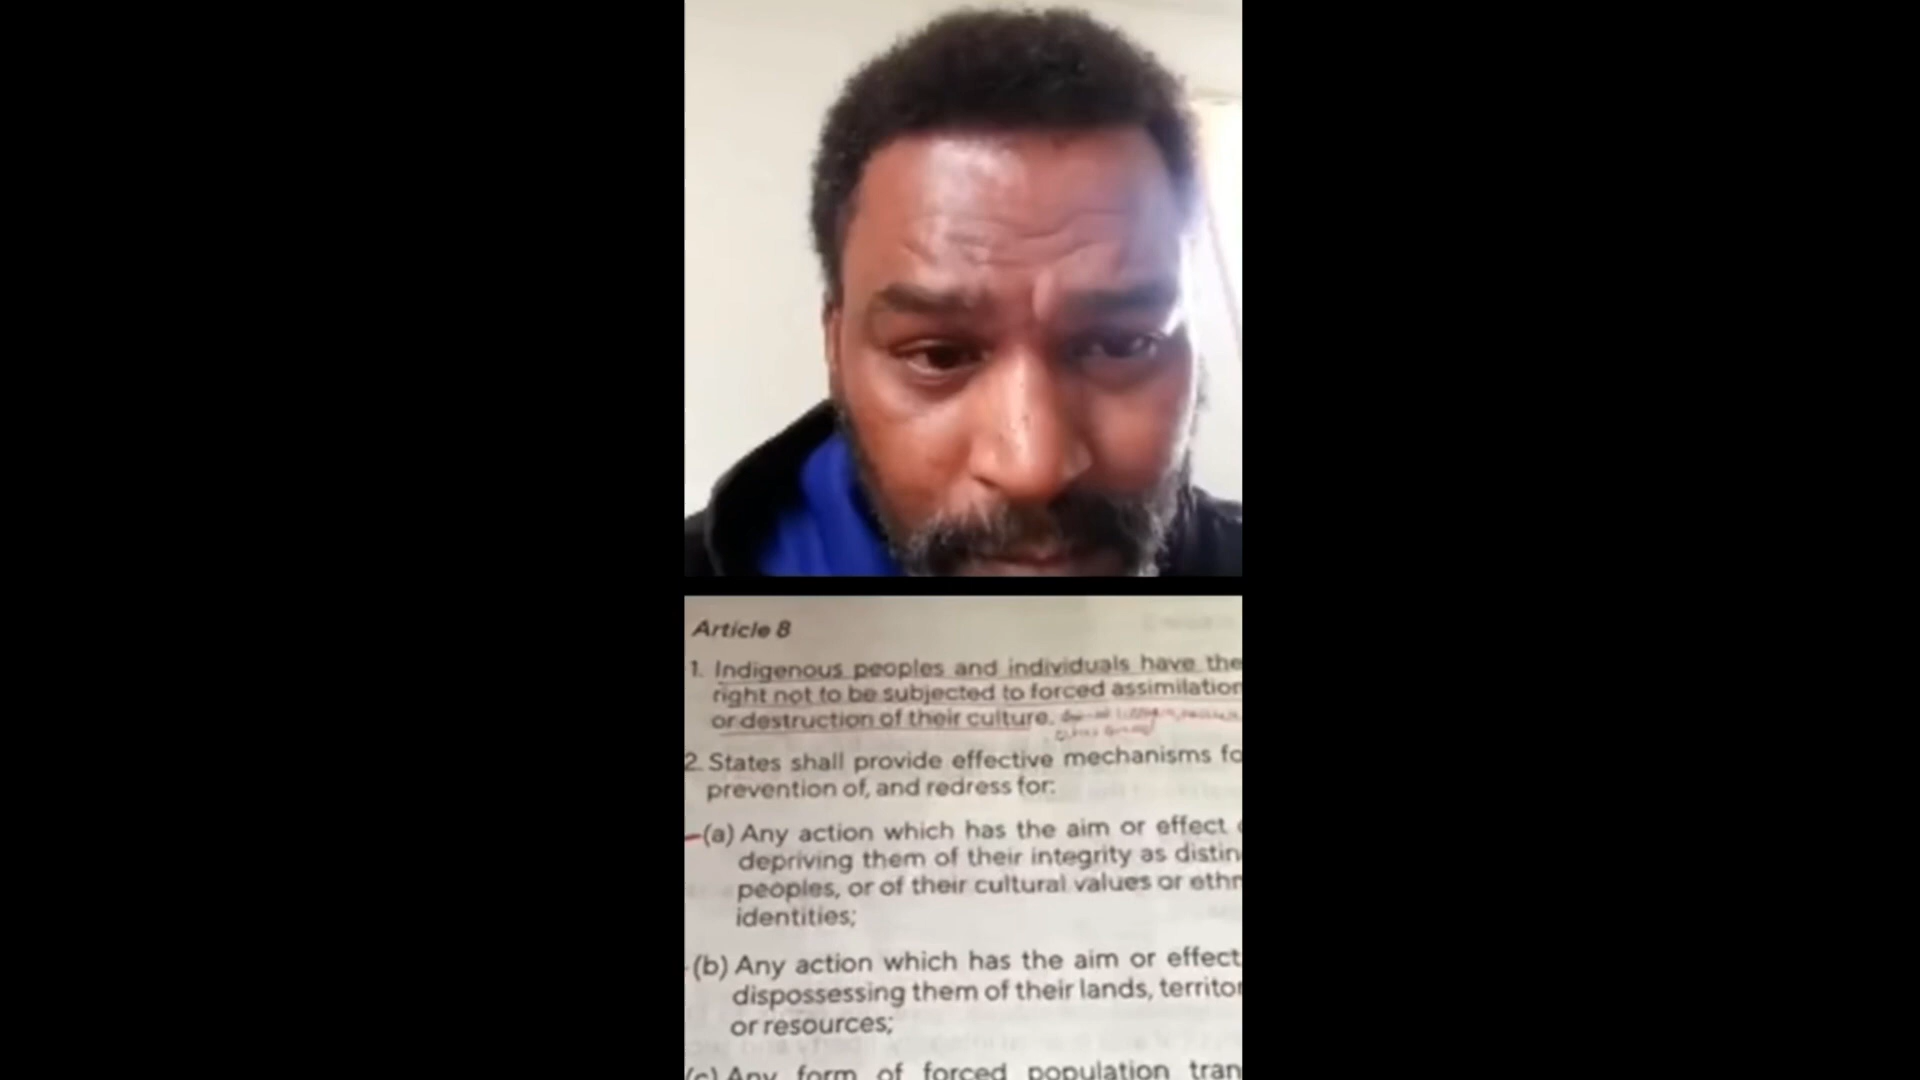 Article 8
1. Indigenous peoples and individuals have the
right not to be subjected to forced assimilation
or destruction of their culture.
2. States shall provide effective mechanisms fo
prevention of, and redress for:
(a) Any action which has the aim or effect
depriving them of their integrity as distin
peoples, or of their cultural values or ethn
identities;
(b) Any action which has the aim or effect
dispossessing them of their lands, territor
or resources;
(c) Any form of forced population tran